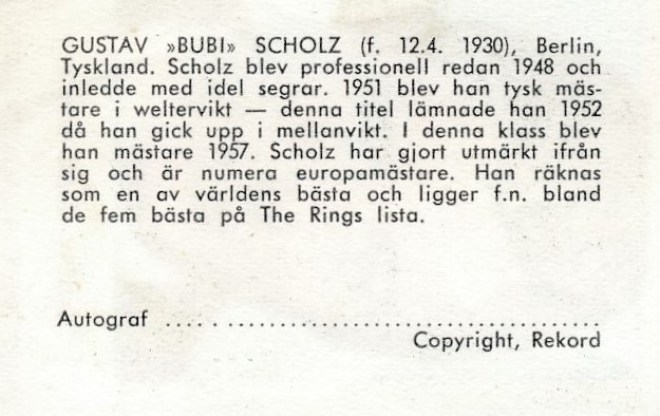 GUSTAV »BUBI» SCHOLZ (f. 12.4. 1930), Berlin,
Tyskland. Scholz blev professionell redan 1948 och
inledde med idel segrar. 1951 blev han tysk mäs-
tare i weltervikt — denna titel lämnade han 1952
då han gick upp i mellanvikt. I denna klass blev
han mästare 1957. Scholz har gjort utmärkt ifrån
sig och är numera europamästare. Han räknas
som en av världens bästa och ligger f.n. bland
de fem bästa på The Rings lista.
Autograf ........................................
Copyright, Rekord